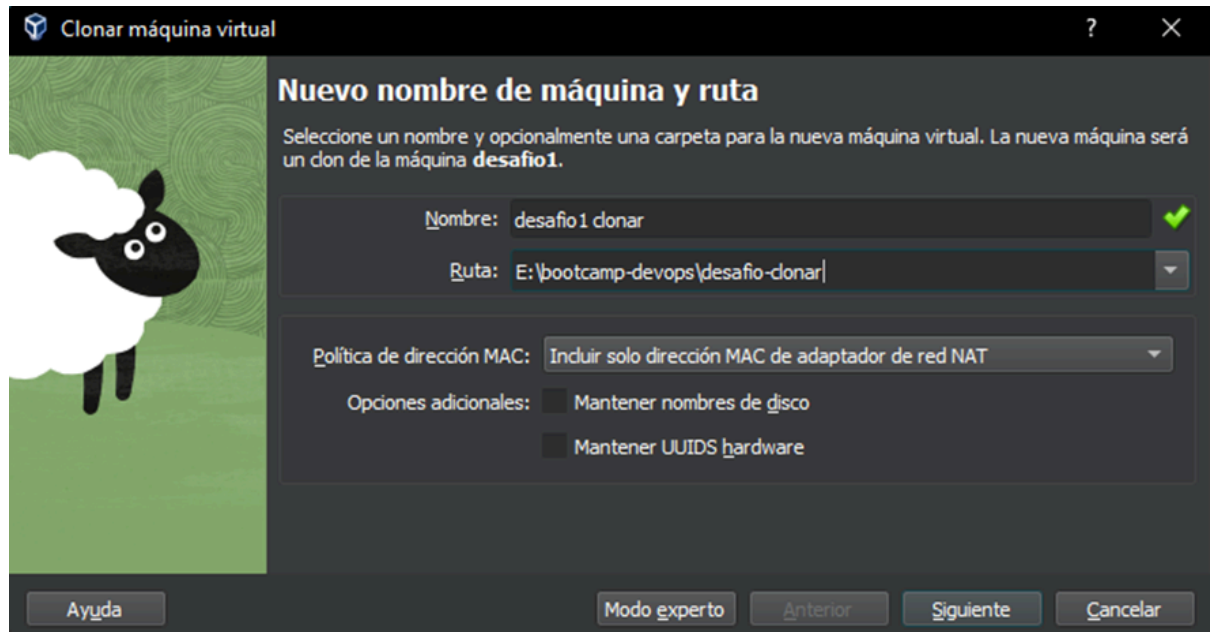 Clonar máquina virtual
?
Nuevo nombre de máquina y ruta
Seleccione un nombre y opcionalmente una carpeta para la nueva máquina virtual. La nueva máquina será
un clon de la máquina desafio1.
Nombre: desafio1 clonar
Ruta: E:\bootcamp-devops\desafio-clonar
Política de dirección MAC: Incluir solo dirección MAC de adaptador de red NAT
Opciones adicionales: Mantener nombres de disco
Mantener UUIDS hardware
Ayuda Modo experto Anterior Siguiente Cancelar